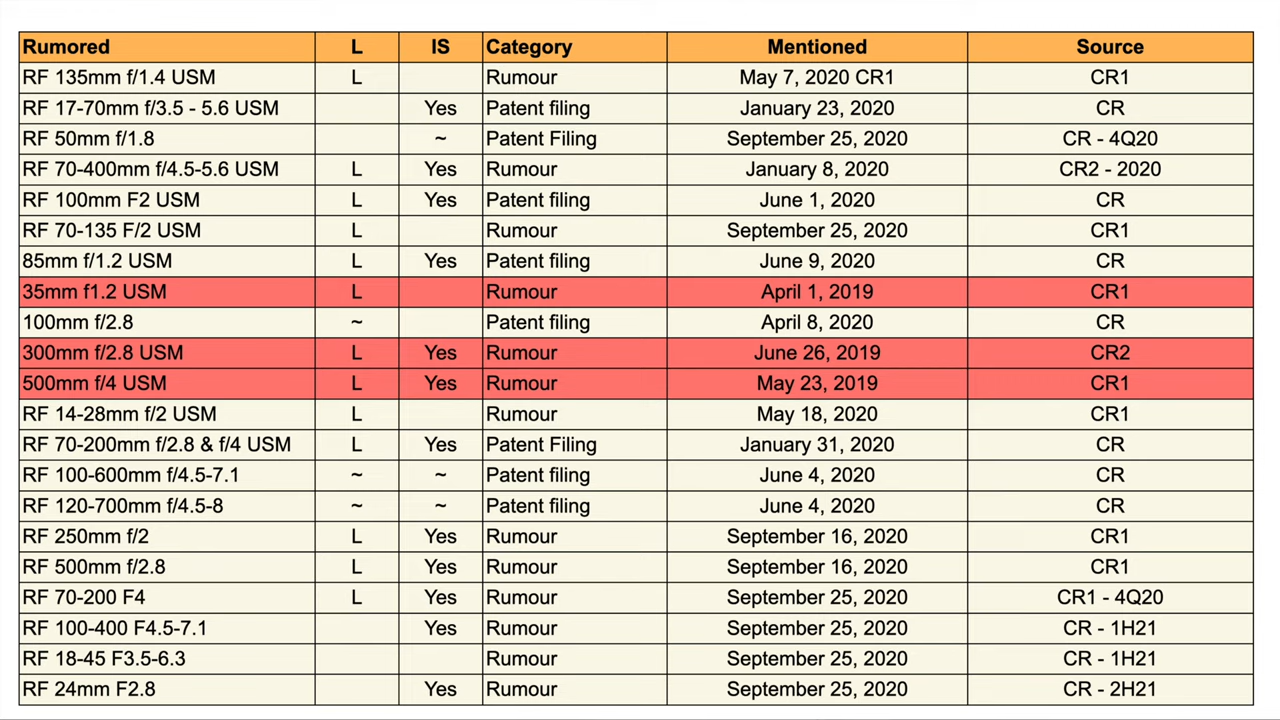 Rumored L IS Category Mentioned Source
RF 135mm f/1.4 USM L Rumour May 7, 2020 CR1 CR1
RF 17-70mm f/3.5 - 5.6 USM Yes Patent filing January 23, 2020 CR
RF 50mm f/1.8 ~ Patent Filing September 25, 2020 CR - 4Q20
RF 70-400mm f/4.5-5.6 USM L Yes Rumour January 8, 2020 CR2 - 2020
RF 100mm F2 USM L Yes Patent filing June 1, 2020 CR
RF 70-135 F/2 USM L Rumour September 25, 2020 CR1
85mm f/1.2 USM L Yes Patent filing June 9, 2020 CR
35mm f1.2 USM L Rumour April 1, 2019 CR1
100mm f/2.8 ~ Patent filing April 8, 2020 CR
300mm f/2.8 USM L Yes Rumour June 26, 2019 CR2
500mm f/4 USM L Yes Rumour May 23, 2019 CR1
RF 14-28mm f/2 USM L Rumour May 18, 2020 CR1
RF 70-200mm f/2.8 & f/4 USM L Yes Patent Filing January 31, 2020 CR
RF 100-600mm f/4.5-7.1 ~ ~ Patent filing June 4, 2020 CR
RF 120-700mm f/4.5-8 ~ ~ Patent filing June 4, 2020 CR
RF 250mm f/2 L Yes Rumour September 16, 2020 CR1
RF 500mm f/2.8 L Yes Rumour September 16, 2020 CR1
RF 70-200 F4 L Yes Rumour September 25, 2020 CR1 - 4Q20
RF 100-400 F4.5-7.1 Yes Rumour September 25, 2020 CR - 1H21
RF 18-45 F3.5-6.3 Rumour September 25, 2020 CR - 1H21
RF 24mm F2.8 Yes Rumour September 25, 2020 CR - 2H21